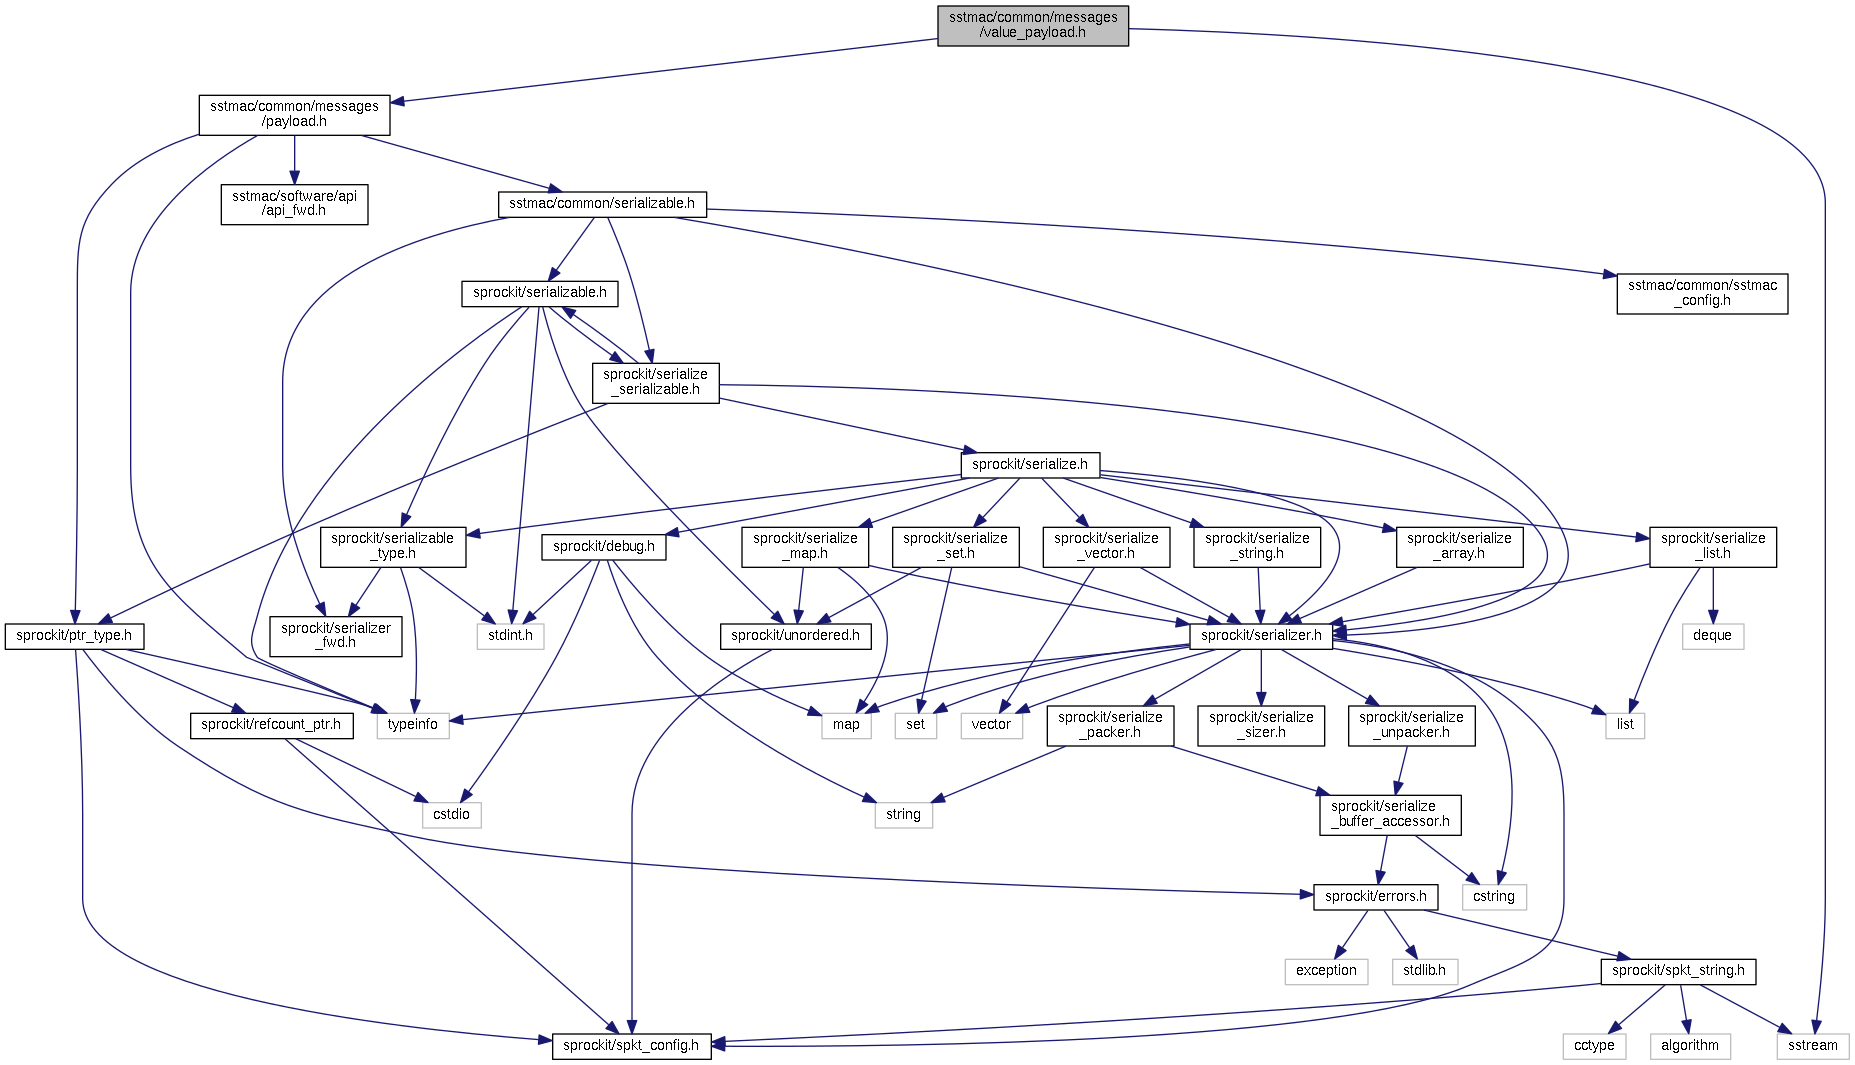 sstmac/common/messages
/value_payload.h
sstmac/common/messages
/payload.h
sstmac/software/api
/api_fwd.h
sstmac/common/serializable.h
sprockit/serializable.h
sstmac/common/sstmac
_config.h
sprockit/serialize
_serializable.h
sprockit/serialize.h
sprockit/serializable
_type.h
sprockit/debug.h
sprockit/serialize
_map.h
sprockit/serialize
_set.h
sprockit/serialize
_vector.h
sprockit/serialize
_string.h
sprockit/serialize
_array.h
sprockit/serialize
_list.h
sprockit/ptr_type.h
sprockit/serializer
_fwd.h
stdint.h
sprockit/unordered.h
sprockit/serializer.h
deque
sprockit/refcount_ptr.h
typeinfo
map
set
vector
sprockit/serialize
_packer.h
sprockit/serialize
_sizer.h
sprockit/serialize
_unpacker.h
list
cstdio
string
sprockit/serialize
_buffer_accessor.h
sprockit/errors.h
cstring
exception
stdlib.h
sprockit/spkt_string.h
sprockit/spkt_config.h
cctype
algorithm
sstream